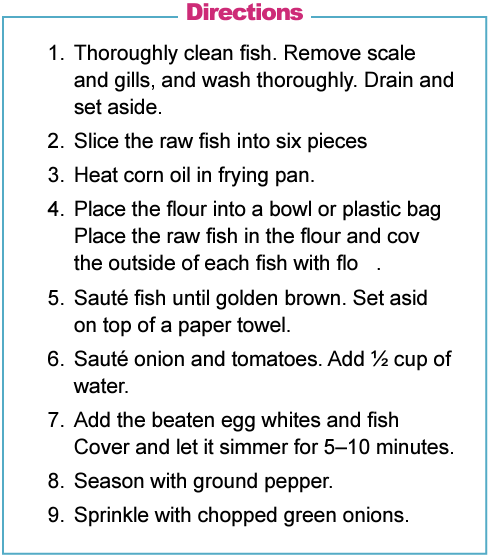 Directions
1. Thoroughly clean fish. Remove scale
and gills, and wash thoroughly. Drain and
set aside.
2. Slice the raw fish into six pieces
3. Heat corn oil in frying pan.
4. Place the flour into a bowl or plastic bag
Place the raw fish in the flour and cov
the outside of each fish with flo .
5. Sauté fish until golden brown. Set asid
on top of a paper towel.
6. Sauté onion and tomatoes. Add ½ cup of
water.
7. Add the beaten egg whites and fish
Cover and let it simmer for 5–10 minutes.
8. Season with ground pepper.
9. Sprinkle with chopped green onions.